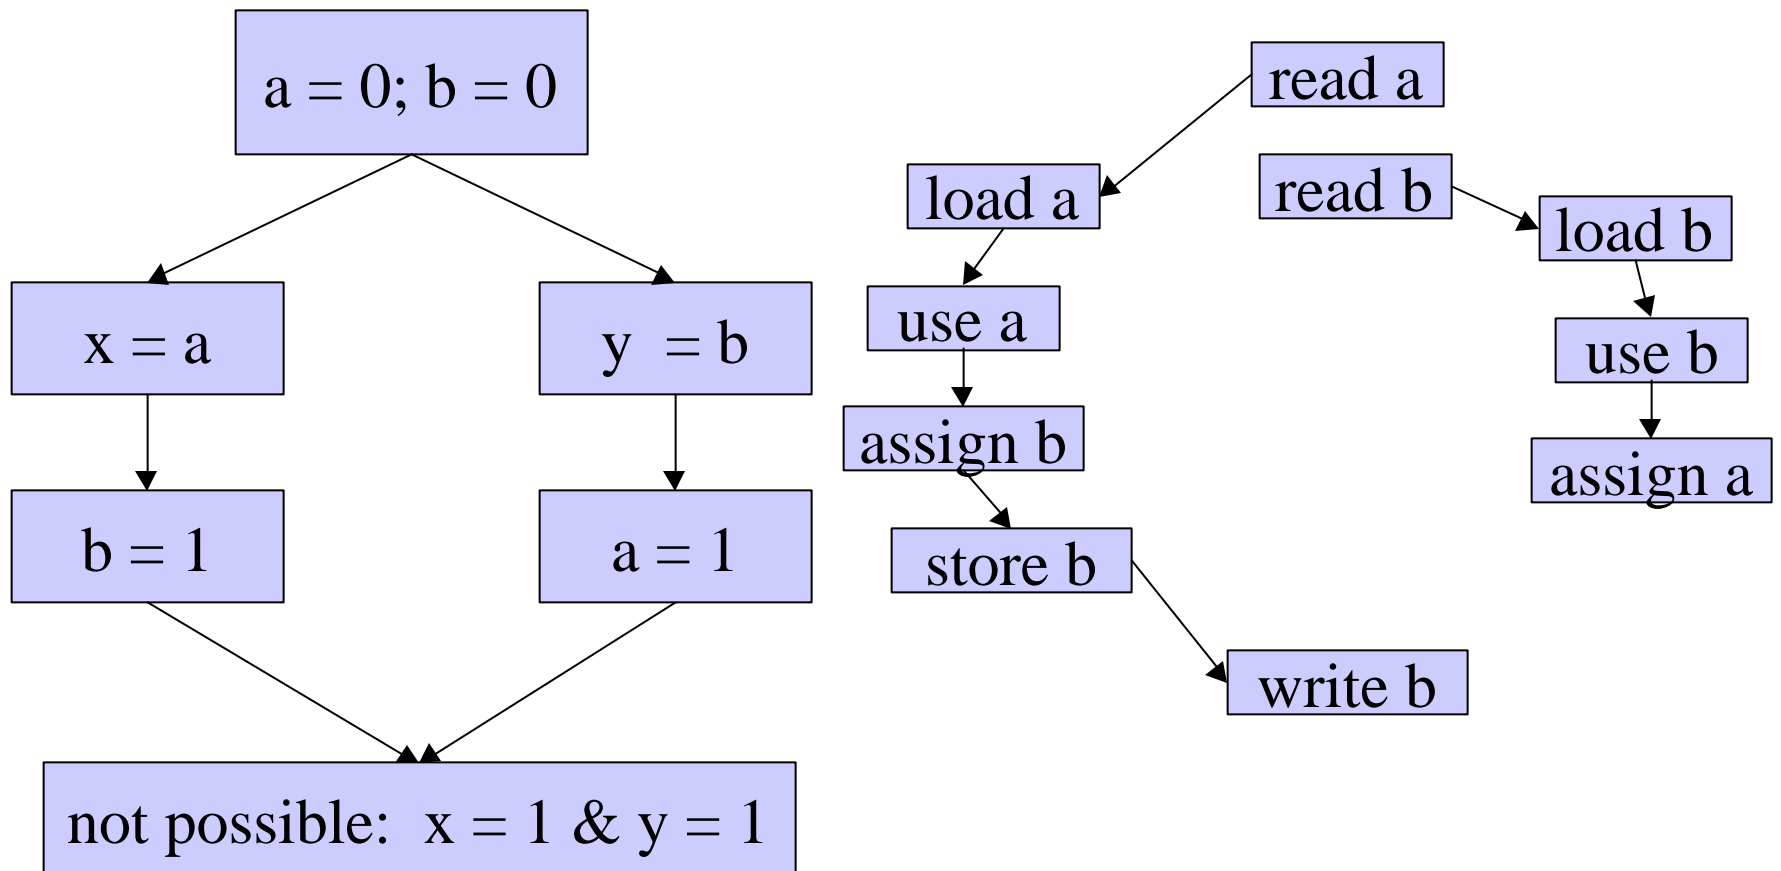 a = 0; b = 0
x = a
y = b
b = 1
a = 1
not possible: x = 1 & y = 1
read a
load a
read b
load b
use a
use b
assign b
assign a
store b
write b